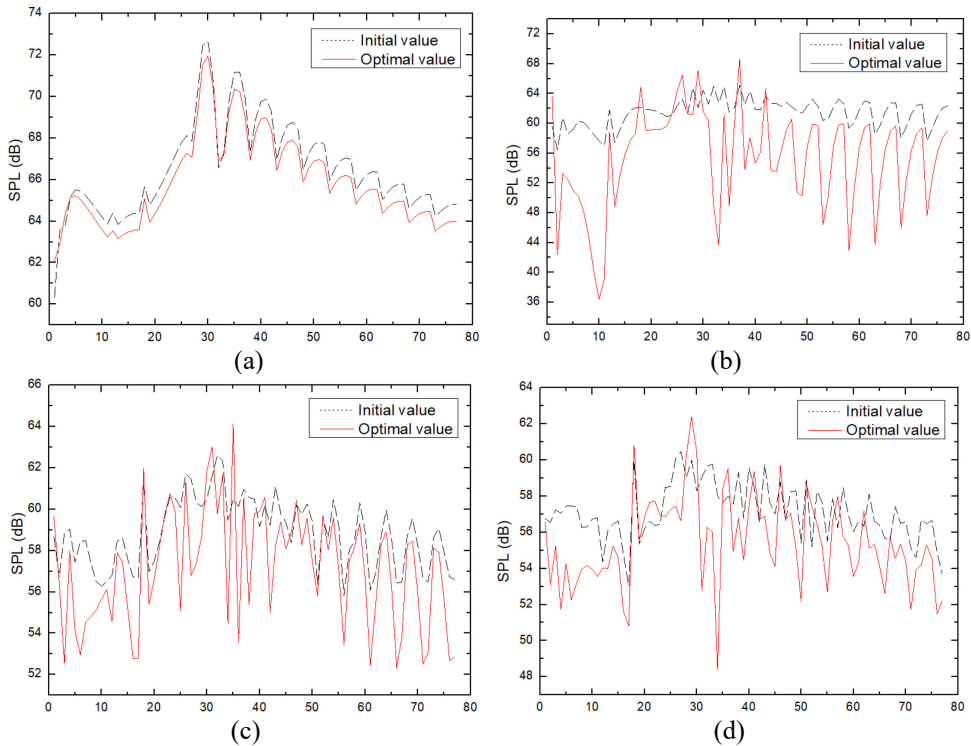 74
72
70
68
66
64
62
60
SPL (dB)
Initial value
Optimal value
0 10 20 30 40 50 60 70 80
(a)
72
68
64
60
56
52
48
44
40
36
SPL (dB)
Initial value
Optimal value
0 10 20 30 40 50 60 70 80
(b)
66
64
62
60
58
56
54
52
SPL (dB)
Initial value
Optimal value
0 10 20 30 40 50 60 70 80
(c)
64
62
60
58
56
54
52
50
48
SPL (dB)
Initial value
Optimal value
0 10 20 30 40 50 60 70 80
(d)